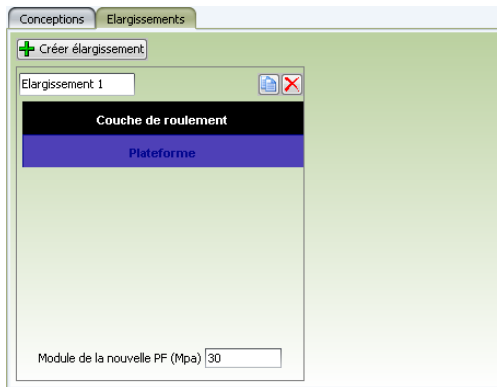 Conceptions Elargissements
Créer élargissement
Elargissement 1
Couche de roulement
Plateforme
Module de la nouvelle PF (Mpa) 30